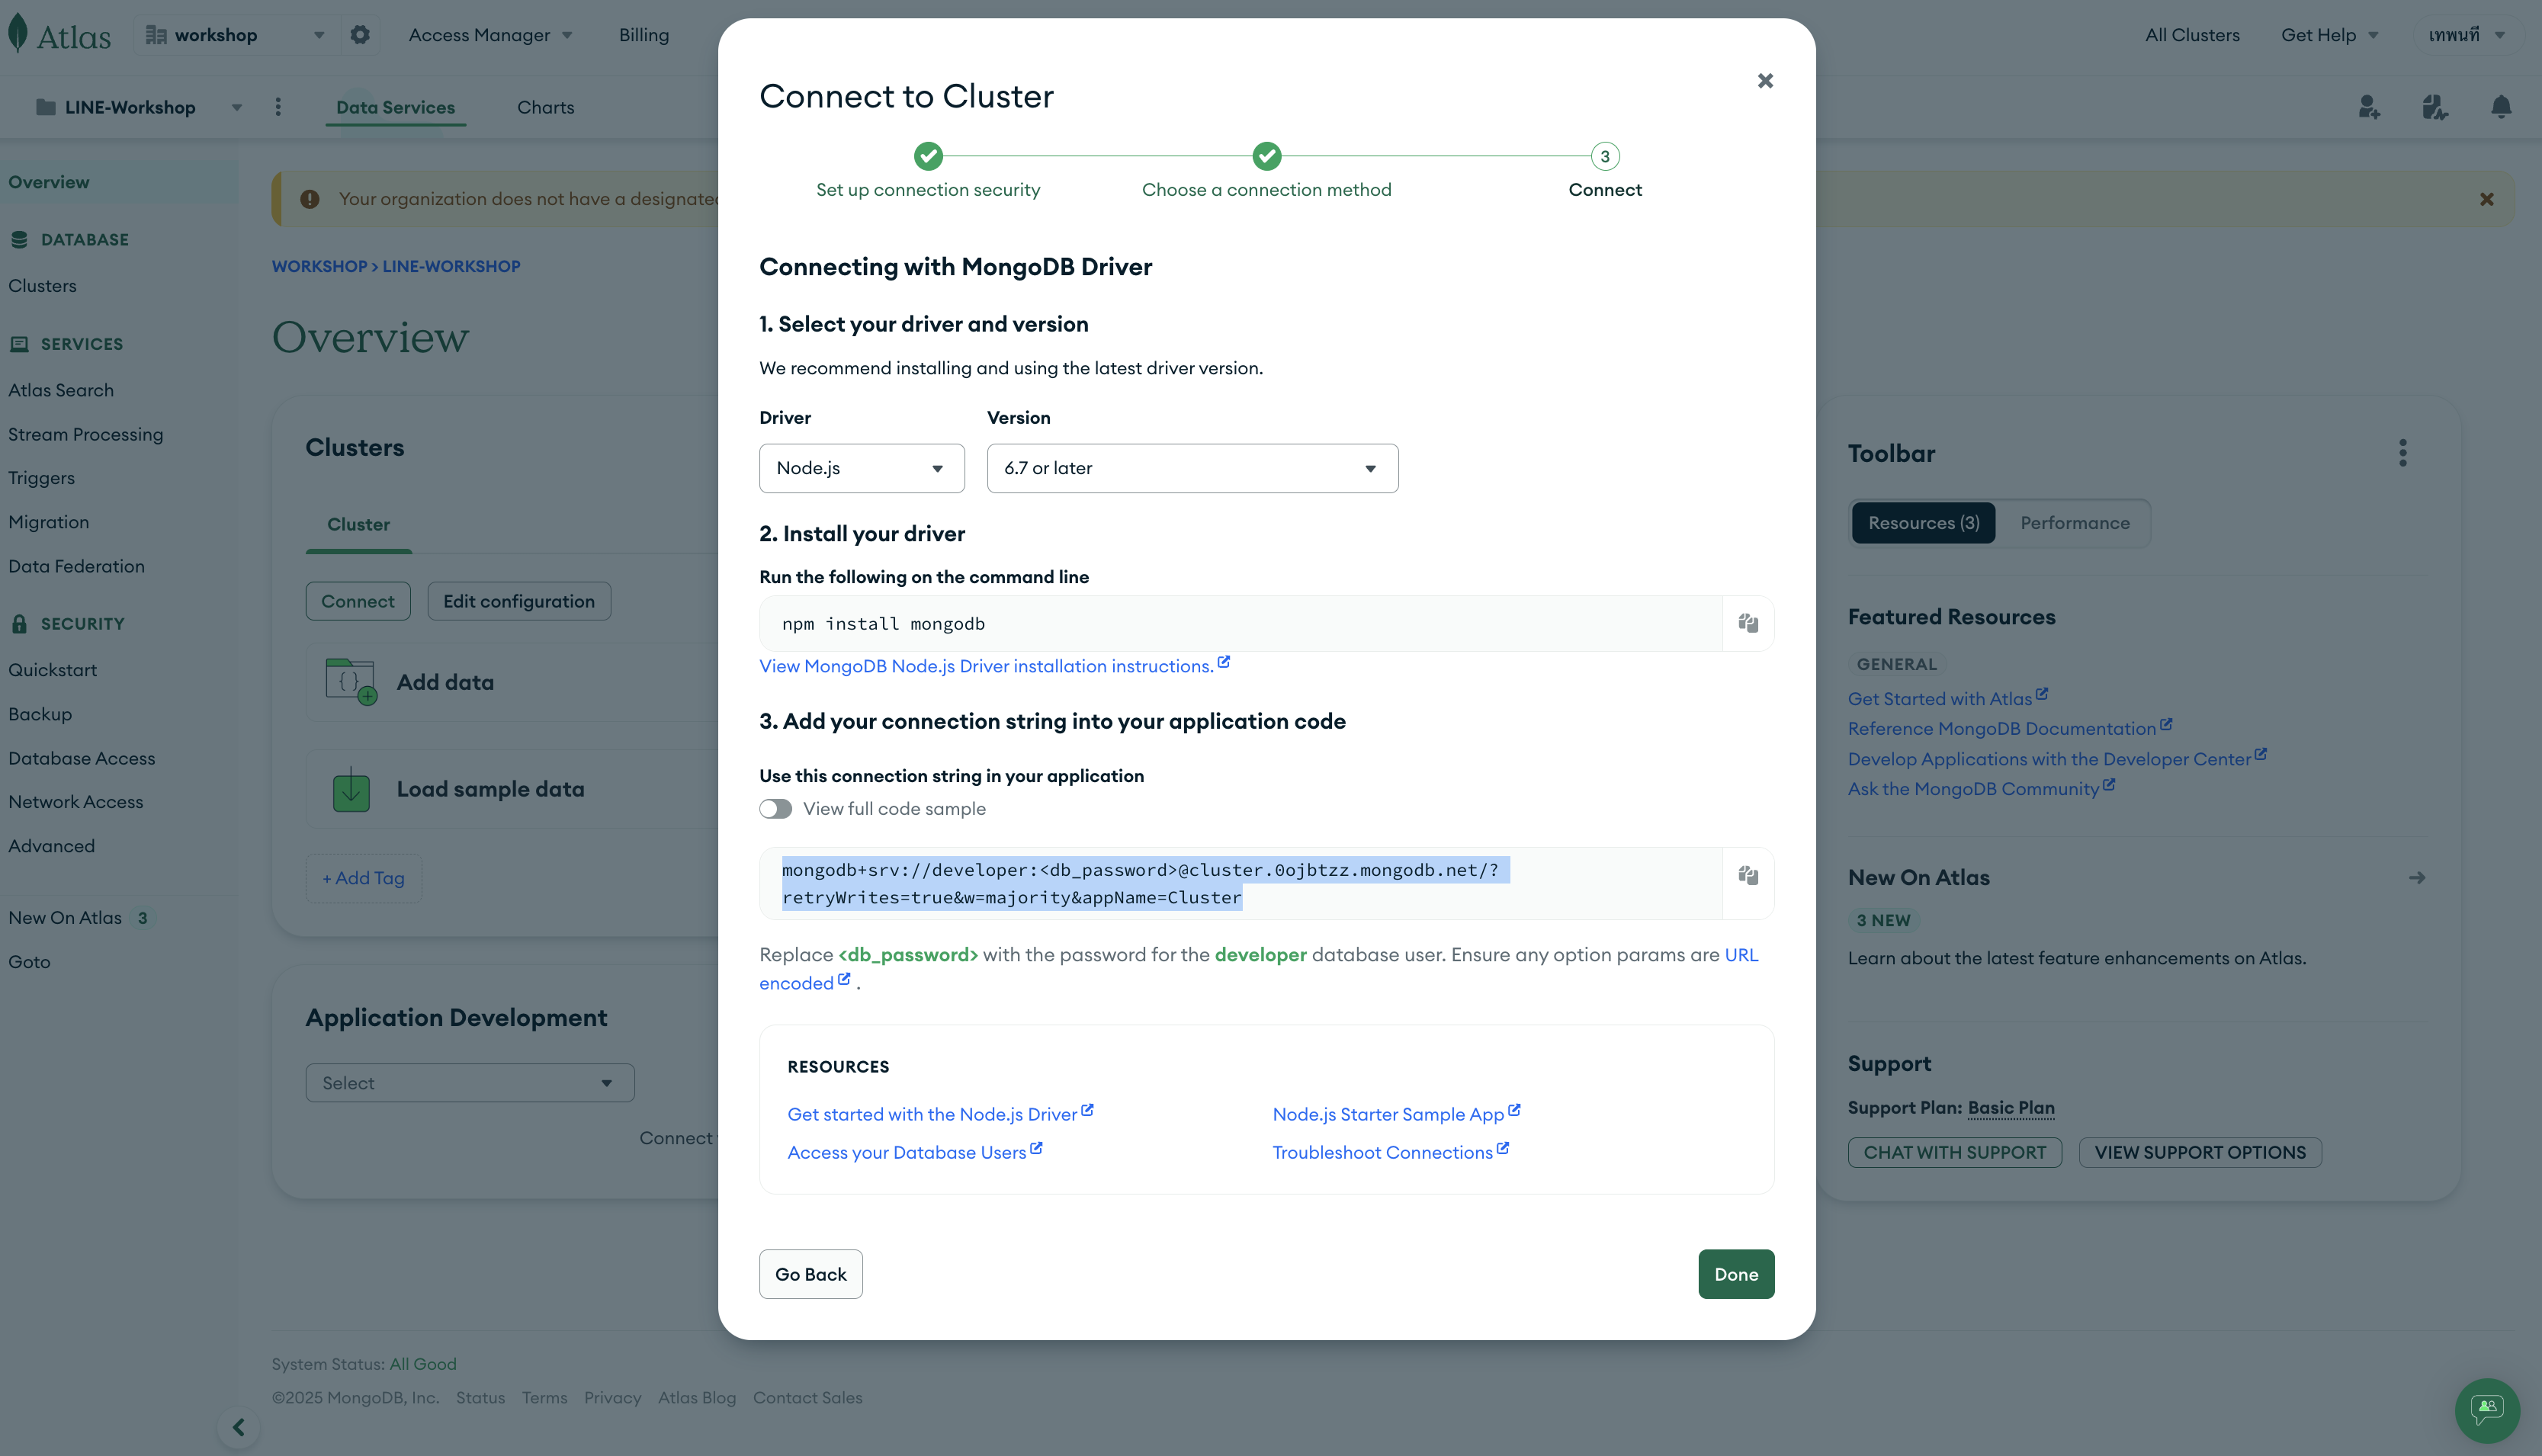 Atlas
workshop
Access Manager
Billing
All Clusters
Get Help
เทพนที
LINE-Workshop
Data Services
Charts
Overview
DATABASE
Clusters
SERVICES
Atlas Search
Stream Processing
Triggers
Migration
Data Federation
SECURITY
Quickstart
Backup
Database Access
Network Access
Advanced
New On Atlas 3
Goto
Your organization does not have a designated
WORKSHOP > LINE-WORKSHOP
Overview
Clusters
Cluster
Connect
Edit configuration
{ } Add data
Load sample data
+ Add Tag
Application Development
Select
Connect
System Status: All Good
©2025 MongoDB, Inc. Status Terms Privacy Atlas Blog Contact Sales
Connect to Cluster
Set up connection security
Choose a connection method
3
Connect
Connecting with MongoDB Driver
1. Select your driver and version
We recommend installing and using the latest driver version.
Driver
Version
Node.js
6.7 or later
2. Install your driver
Run the following on the command line
npm install mongodb
View MongoDB Node.js Driver installation instructions.
3. Add your connection string into your application code
Use this connection string in your application
View full code sample
mongodb+srv://developer:<db_password>@cluster.0ojbtzz.mongodb.net/?
retryWrites=true&w=majority&appName=Cluster
Replace <db_password> with the password for the developer database user. Ensure any option params are URL
encoded .
RESOURCES
Get started with the Node.js Driver
Node.js Starter Sample App
Access your Database Users
Troubleshoot Connections
Go Back
Done
Toolbar
Resources (3)
Performance
Featured Resources
GENERAL
Get Started with Atlas
Reference MongoDB Documentation
Develop Applications with the Developer Center
Ask the MongoDB Community
New On Atlas
3 NEW
Learn about the latest feature enhancements on Atlas.
Support
Support Plan: Basic Plan
CHAT WITH SUPPORT
VIEW SUPPORT OPTIONS